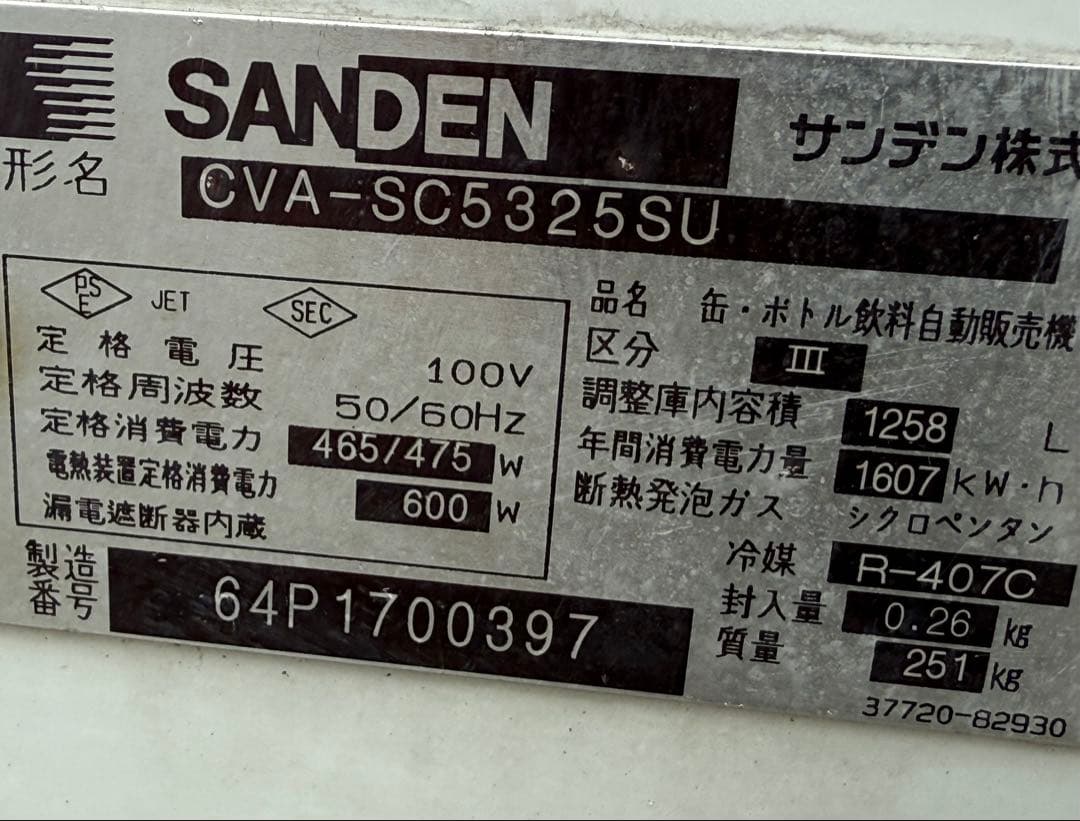 SANDEN
サンデン株式
形名 CVA-SC5325SU
PSE JET SEC
定格電圧 100V
定格周波数 50/60Hz
定格消費電力 465/475 W
電熱装置定格消費電力 600 W
漏電遮断器内蔵
製造番号 64P1700397
品名 缶・ボトル飲料自動販売機
区分 III
調整庫内容積 1258 L
年間消費電力量 1607 kW・h
断熱発泡ガス シクロペンタン
冷媒 R-407C
封入量 0.26 kg
質量 251 kg
37720-82930